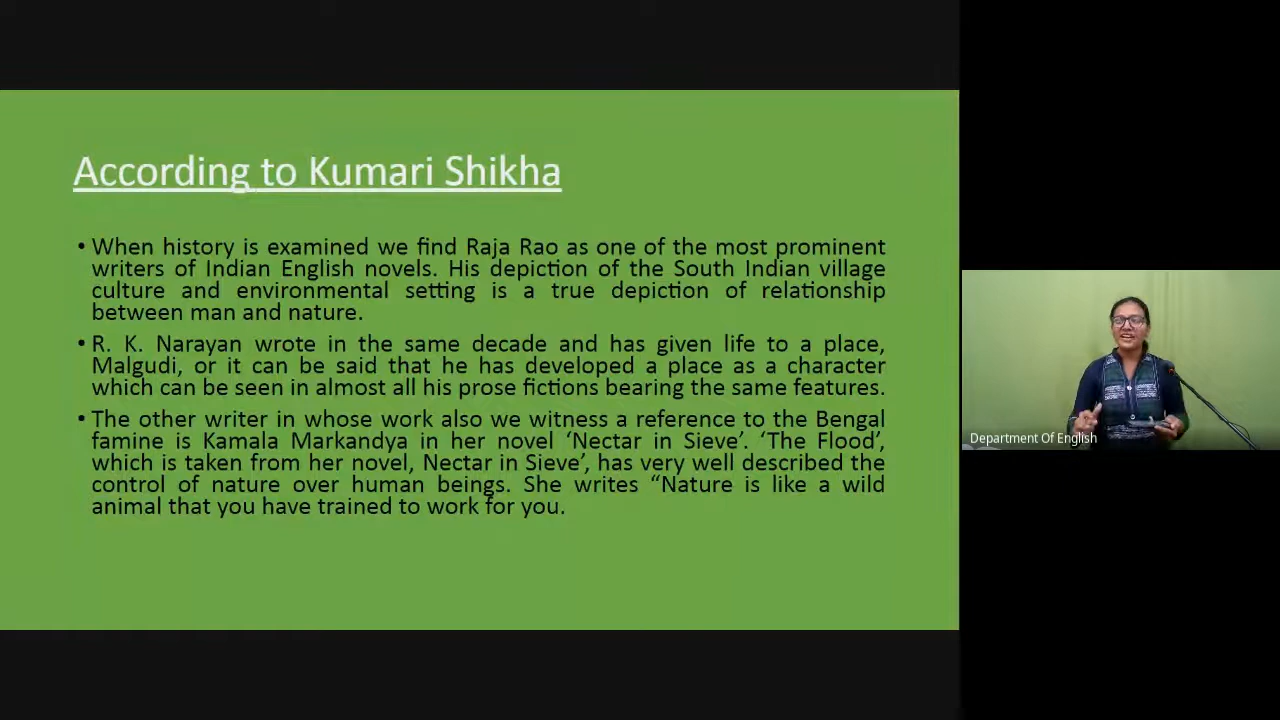 According to Kumari Shikha
• When history is examined we find Raja Rao as one of the most prominent
writers of Indian English novels. His depiction of the South Indian village
culture and environmental setting is a true depiction of relationship
between man and nature.
• R. K. Narayan wrote in the same decade and has given life to a place,
Malgudi, or it can be said that he has developed a place as a character
which can be seen in almost all his prose fictions bearing the same features.
• The other writer in whose work also we witness a reference to the Bengal
famine is Kamala Markandya in her novel ‘Nectar in Sieve’. ‘The Flood’,
which is taken from her novel, Nectar in Sieve’, has very well described the
control of nature over human beings. She writes “Nature is like a wild
animal that you have trained to work for you.
Department Of English